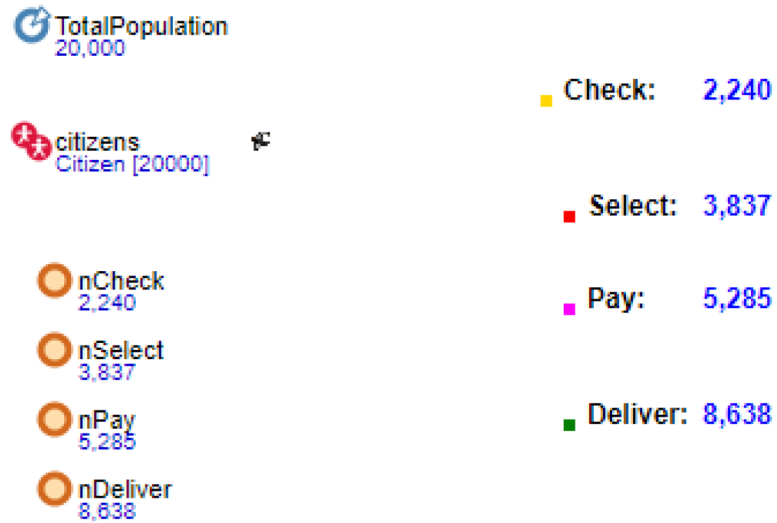 TotalPopulation
20,000
citizens
Citizen [20000]
nCheck
2,240
nSelect
3,837
nPay
5,285
nDeliver
8,638
Check: 2,240
Select: 3,837
Pay: 5,285
Deliver: 8,638